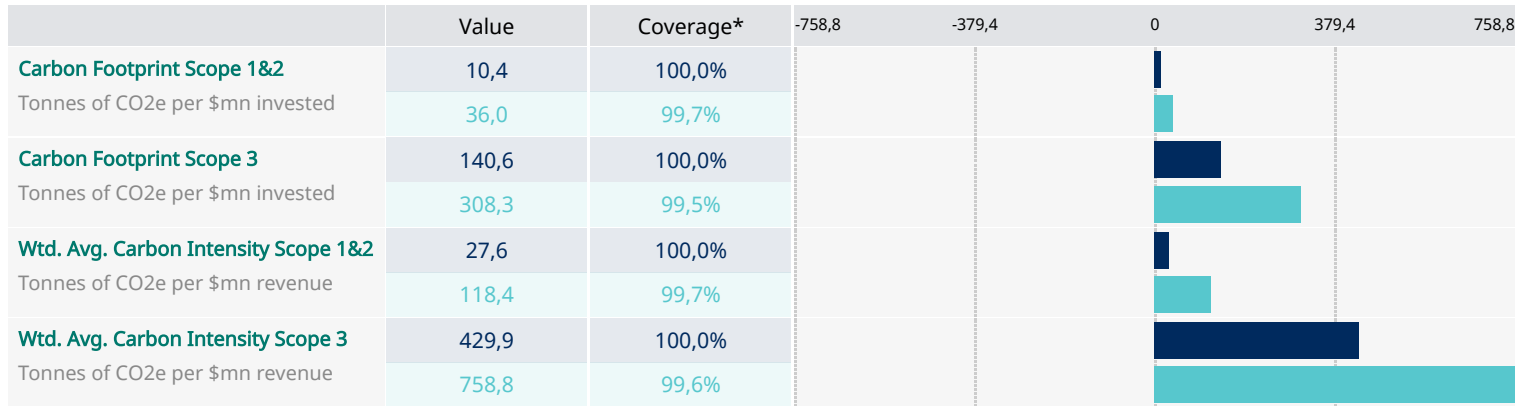 Value Coverage* -758,8 -379,4 0 379,4 758,8
Carbon Footprint Scope 1&2 10,4 100,0%
Tonnes of CO2e per $mn invested 36,0 99,7%
Carbon Footprint Scope 3 140,6 100,0%
Tonnes of CO2e per $mn invested 308,3 99,5%
Wtd. Avg. Carbon Intensity Scope 1&2 27,6 100,0%
Tonnes of CO2e per $mn revenue 118,4 99,7%
Wtd. Avg. Carbon Intensity Scope 3 429,9 100,0%
Tonnes of CO2e per $mn revenue 758,8 99,6%